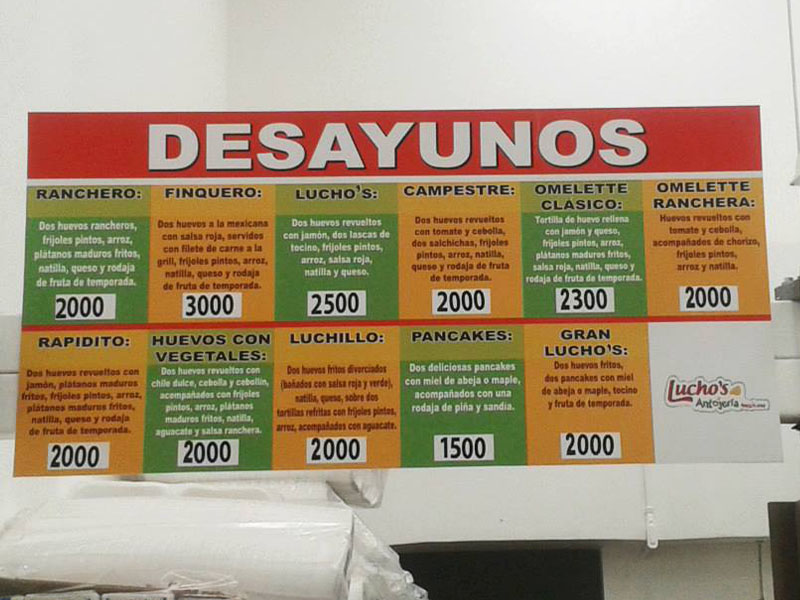 DESAYUNOS
RANCHERO:
Dos huevos rancheros,
frijoles pintos, arroz,
plátanos maduros fritos,
natilla, queso y rodaja
de fruta de temporada.
2000
FINQUERO:
Dos huevos a la mexicana
con salsa roja, servidos
con filete de carne a la
grill, frijoles pintos, arroz,
natilla, queso y rodaja
de fruta de temporada.
3000
LUCHO'S:
Dos huevos revueltos
con jamón, dos lascas de
tocino, frijoles pintos,
arroz, salsa roja,
natilla y queso.
2500
CAMPESTRE:
Dos huevos revueltos
con tomate y cebolla,
dos salchichas, frijoles
pintos, arroz, natilla,
queso y rodaja de fruta
de temporada.
2000
OMELETTE
CLÁSICO:
Tortilla de huevo rellena
con jamón y queso,
frijoles pintos, arroz,
plátanos maduros fritos,
salsa roja, natilla, queso y
rodaja de fruta de temporada.
2300
OMELETTE
RANCHERA:
Huevos revueltos con
tomate y cebolla,
acompañados de chorizo,
frijoles pintos,
arroz y natilla.
2000
RAPIDITO:
Dos huevos revueltos con
jamón, plátanos maduros
fritos, frijoles pintos, arroz,
plátanos maduros fritos,
natilla, queso y rodaja
de fruta de temporada.
2000
HUEVOS CON
VEGETALES:
Dos huevos revueltos con
chile dulce, cebolla y cebollín,
acompañados con frijoles
pintos, arroz, plátanos
maduros fritos, natilla,
aguacate y salsa ranchera.
2000
LUCHILLO:
Dos huevos fritos divorciados
(bañados con salsa roja y verde),
natilla, queso, sobre dos
tortillas refritas con frijoles pintos,
arroz, acompañados con aguacate.
2000
PANCAKES:
Dos deliciosas pancakes
con miel de abeja o maple,
acompañados con una
rodaja de piña y sandía.
1500
GRAN
LUCHO'S:
Dos huevos fritos,
dos pancakes con miel
de abeja o maple, tocino
y fruta de temporada.
2000
Lucho's
Antojería